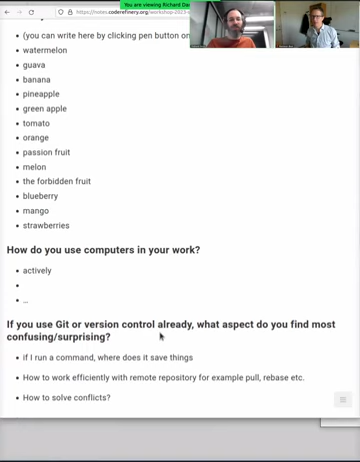 You are viewing Richard Da
https://notes.coderefinery.org/workshop-2023-
(you can write here by clicking pen button on
watermelon
guava
banana
pineapple
green apple
tomato
orange
passion fruit
melon
the forbidden fruit
blueberry
mango
strawberries
How do you use computers in your work?
actively
...
If you use Git or version control already, what aspect do you find most
confusing/surprising?
if I run a command, where does it save things
How to work efficiently with remote repository for example pull, rebase etc.
How to solve conflicts?